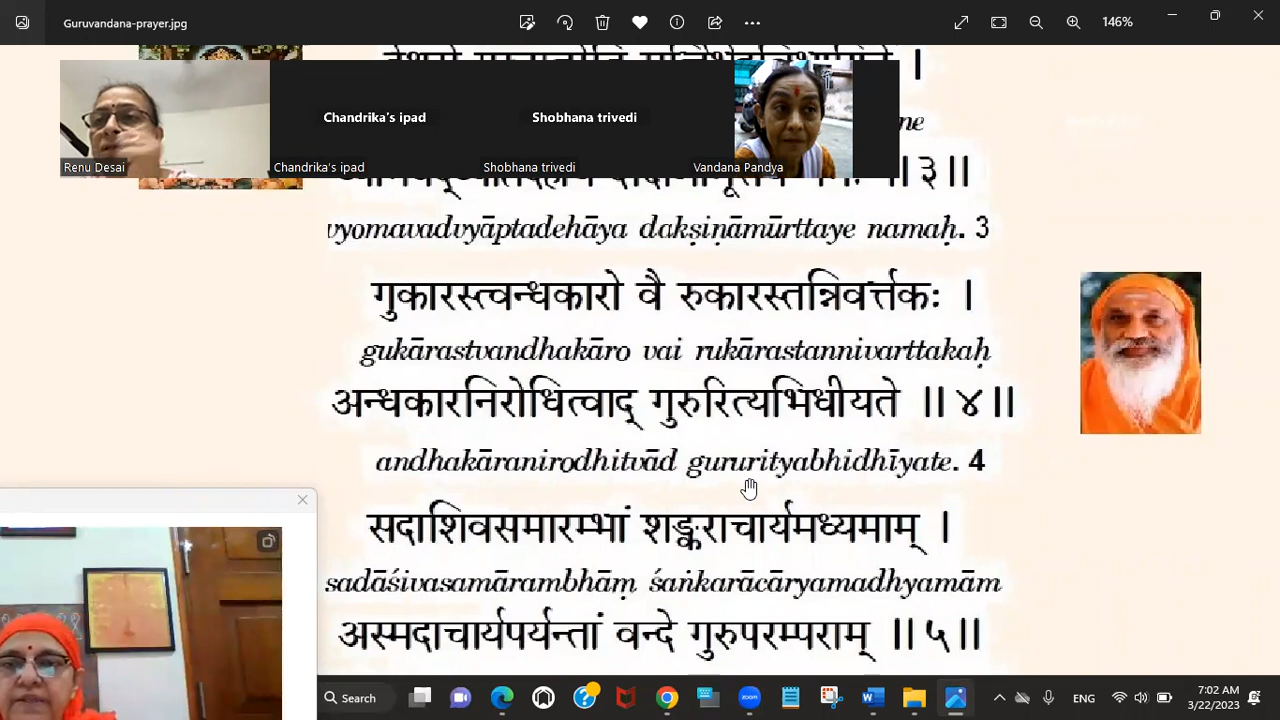 Guruvandana-prayer.jpg
146%
Chandrika's ipad
Shobhana trivedi
Renu Desai
Chandrika's ipad
Shobhana trivedi
Vandana Pandya
ne
॥३॥
vyomavadvyāptadehāya dakṣiṇāmūrttaye namaḥ. 3
गुकारस्त्वन्धकारो वै रुकारस्तन्निवर्त्तकः ।
gukārastvandhakāro vai rukārastannivarttakaḥ
अन्धकारनिरोधित्वाद् गुरुरित्यभिधीयते ॥४॥
andhakāranirodhitvād gururityabhidhīyate. 4
सदाशिवसमारम्भां शङ्कराचार्यमध्यमाम् ।
sadāśivasamārambhāṃ śaṅkarācāryamadhyamām
अस्मदाचार्यपर्यन्तां वन्दे गुरुपरम्पराम् ॥५॥
Search
ENG
7:02 AM
3/22/2023